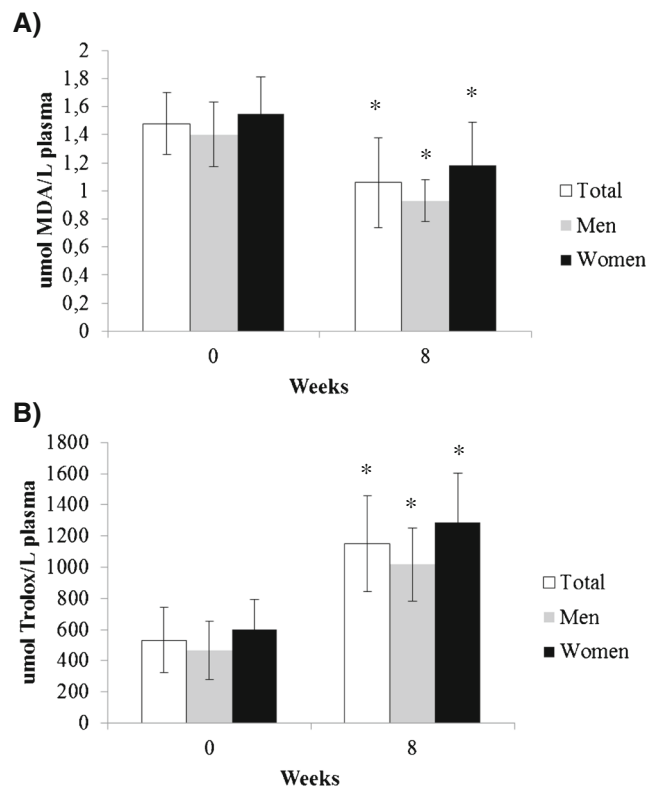 A)
umol MDA/L plasma
2
1,8
1,6
1,4
1,2
1
0,8
0,6
0,4
0,2
0
* * *
0 8
Weeks
Total
Men
Women
B)
umol Trolox/L plasma
1800
1600
1400
1200
1000
800
600
400
200
0
* * *
0 8
Weeks
Total
Men
Women